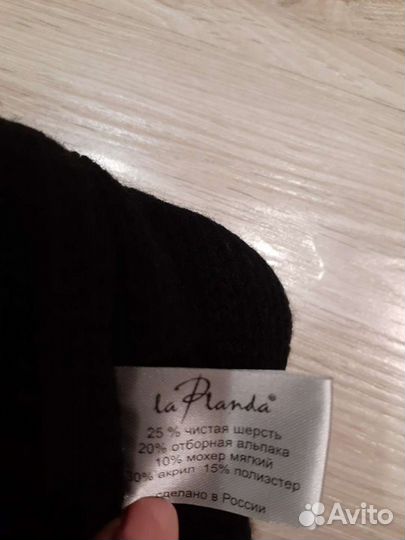 la Planda®
25 % чистая шерсть
20% отборная альпака
10% мохер мягкий
30% акрил 15% полиэстер
сделано в России
Avito